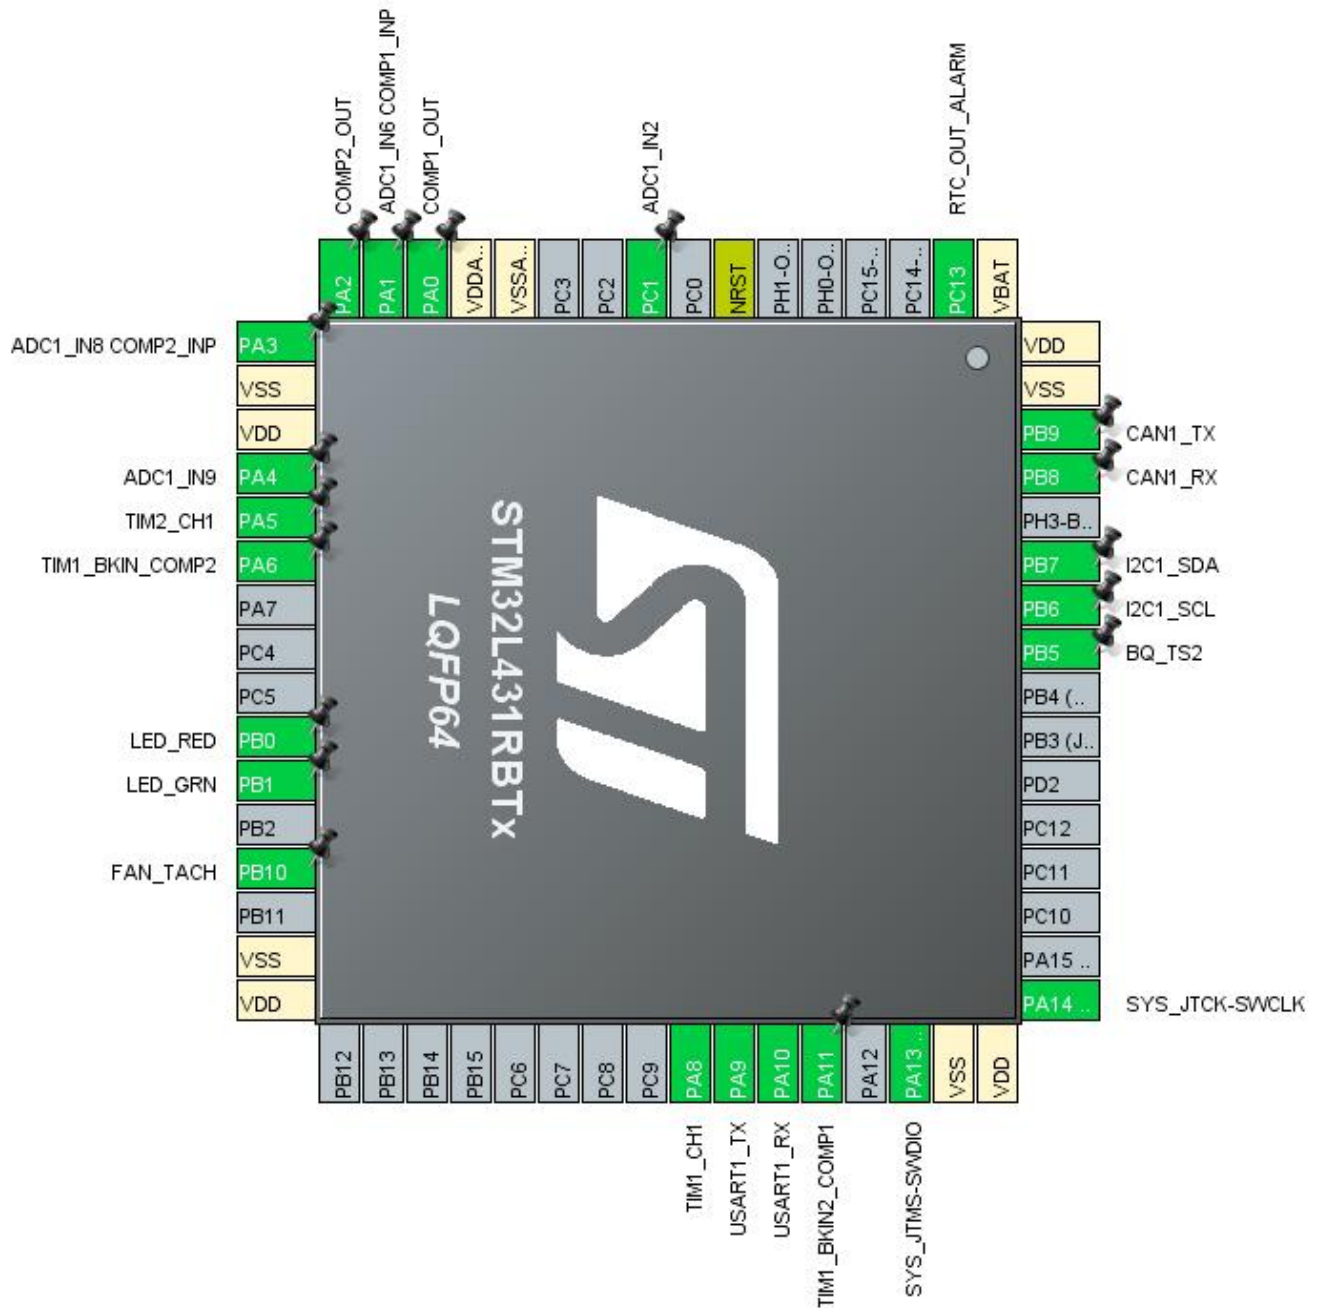 COMP2_OUT
ADC1_IN6 COMP1_INP
COMP1_OUT
ADC1_IN2
RTC_OUT_ALARM
PA2
PA1
PA0
VDDA..
VSSA..
PC3
PC2
PC1
PC0
NRST
PH1-O..
PH0-O..
PC15-..
PC14-..
PC13
VBAT
ADC1_IN8 COMP2_INP PA3
VSS
VDD
ADC1_IN9 PA4
TIM2_CH1 PA5
TIM1_BKIN_COMP2 PA6
PA7
PC4
PC5
LED_RED PB0
LED_GRN PB1
PB2
FAN_TACH PB10
PB11
VSS
VDD
STM32L431RBTx
LQFP64
VDD
VSS
PB9 CAN1_TX
PB8 CAN1_RX
PH3-B..
PB7 I2C1_SDA
PB6 I2C1_SCL
PB5 BQ_TS2
PB4 (..
PB3 (J..
PD2
PC12
PC11
PC10
PA15 ..
PA14 .. SYS_JTCK-SWCLK
PB12
PB13
PB14
PB15
PC6
PC7
PC8
PC9
PA8
PA9
PA10
PA11
PA12
PA13 ..
VSS
VDD
TIM1_CH1
USART1_TX
USART1_RX
TIM1_BKIN2_COMP1
SYS_JTMS-SWDIO